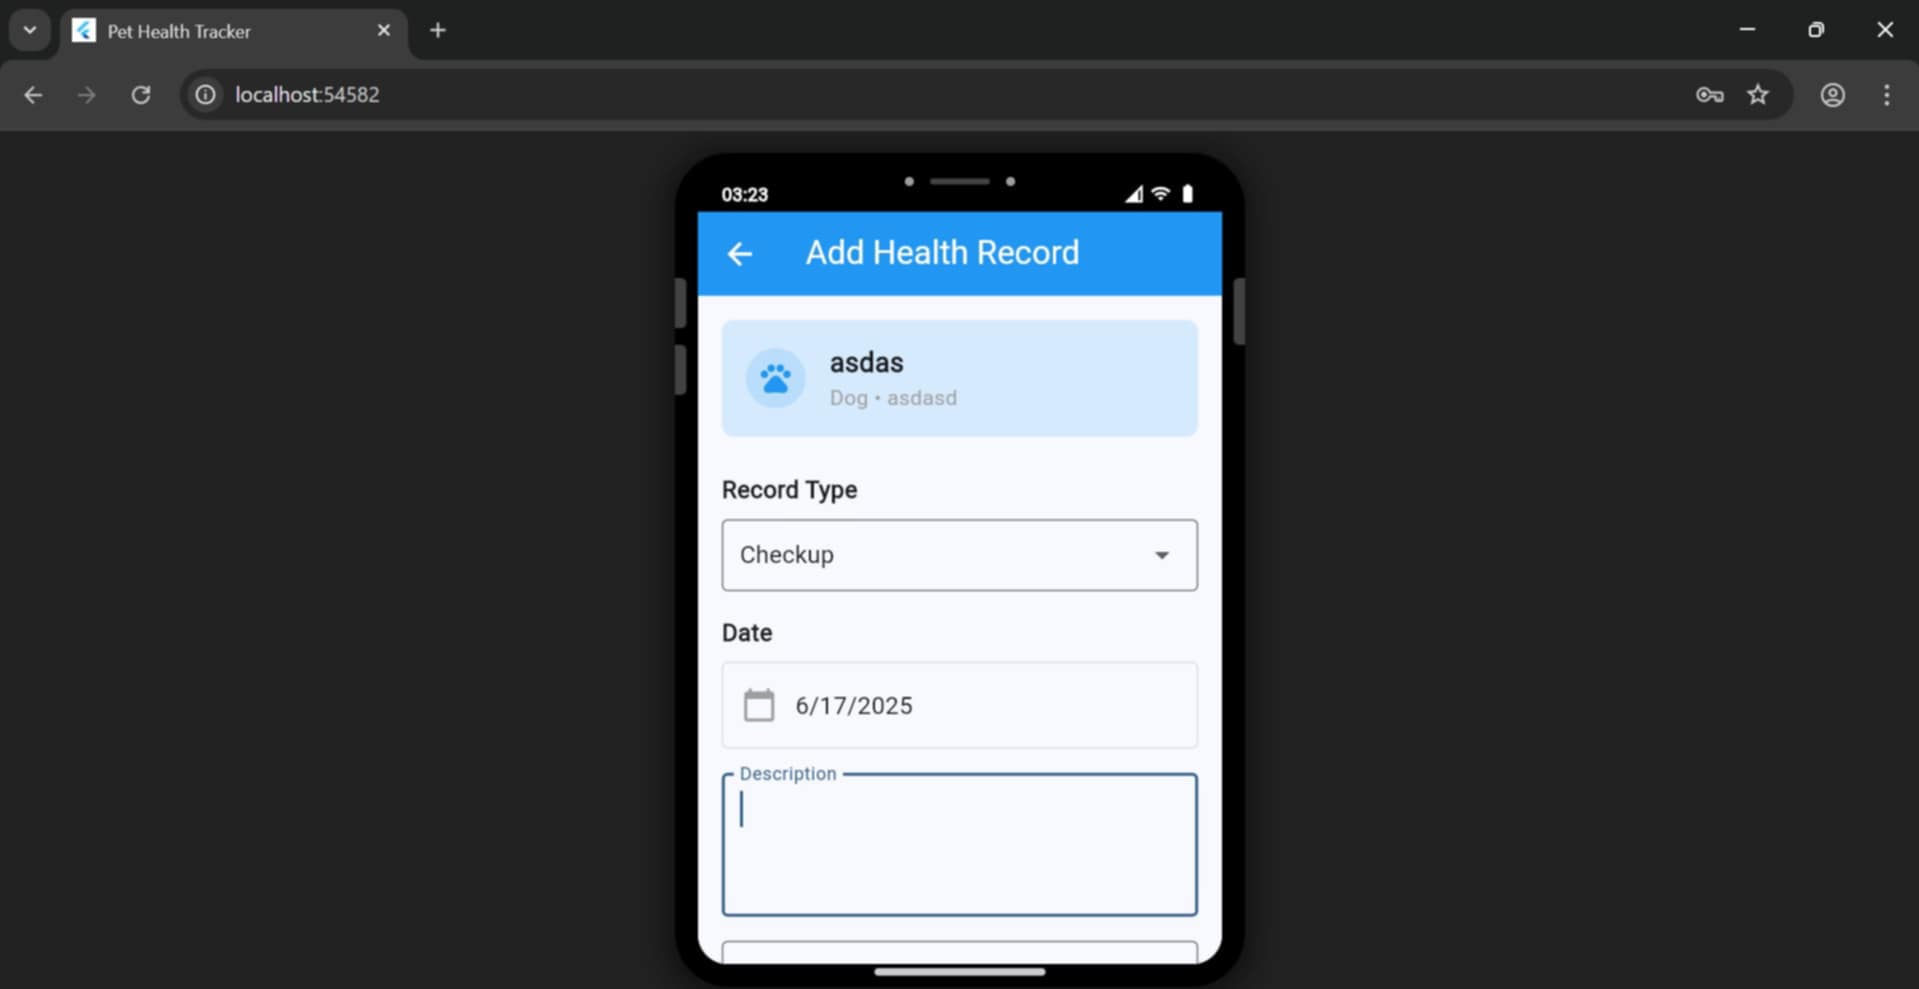 Pet Health Tracker
localhost:54582
03:23
Add Health Record
asdas
Dog • asdasd
Record Type
Checkup
Date
6/17/2025
Description